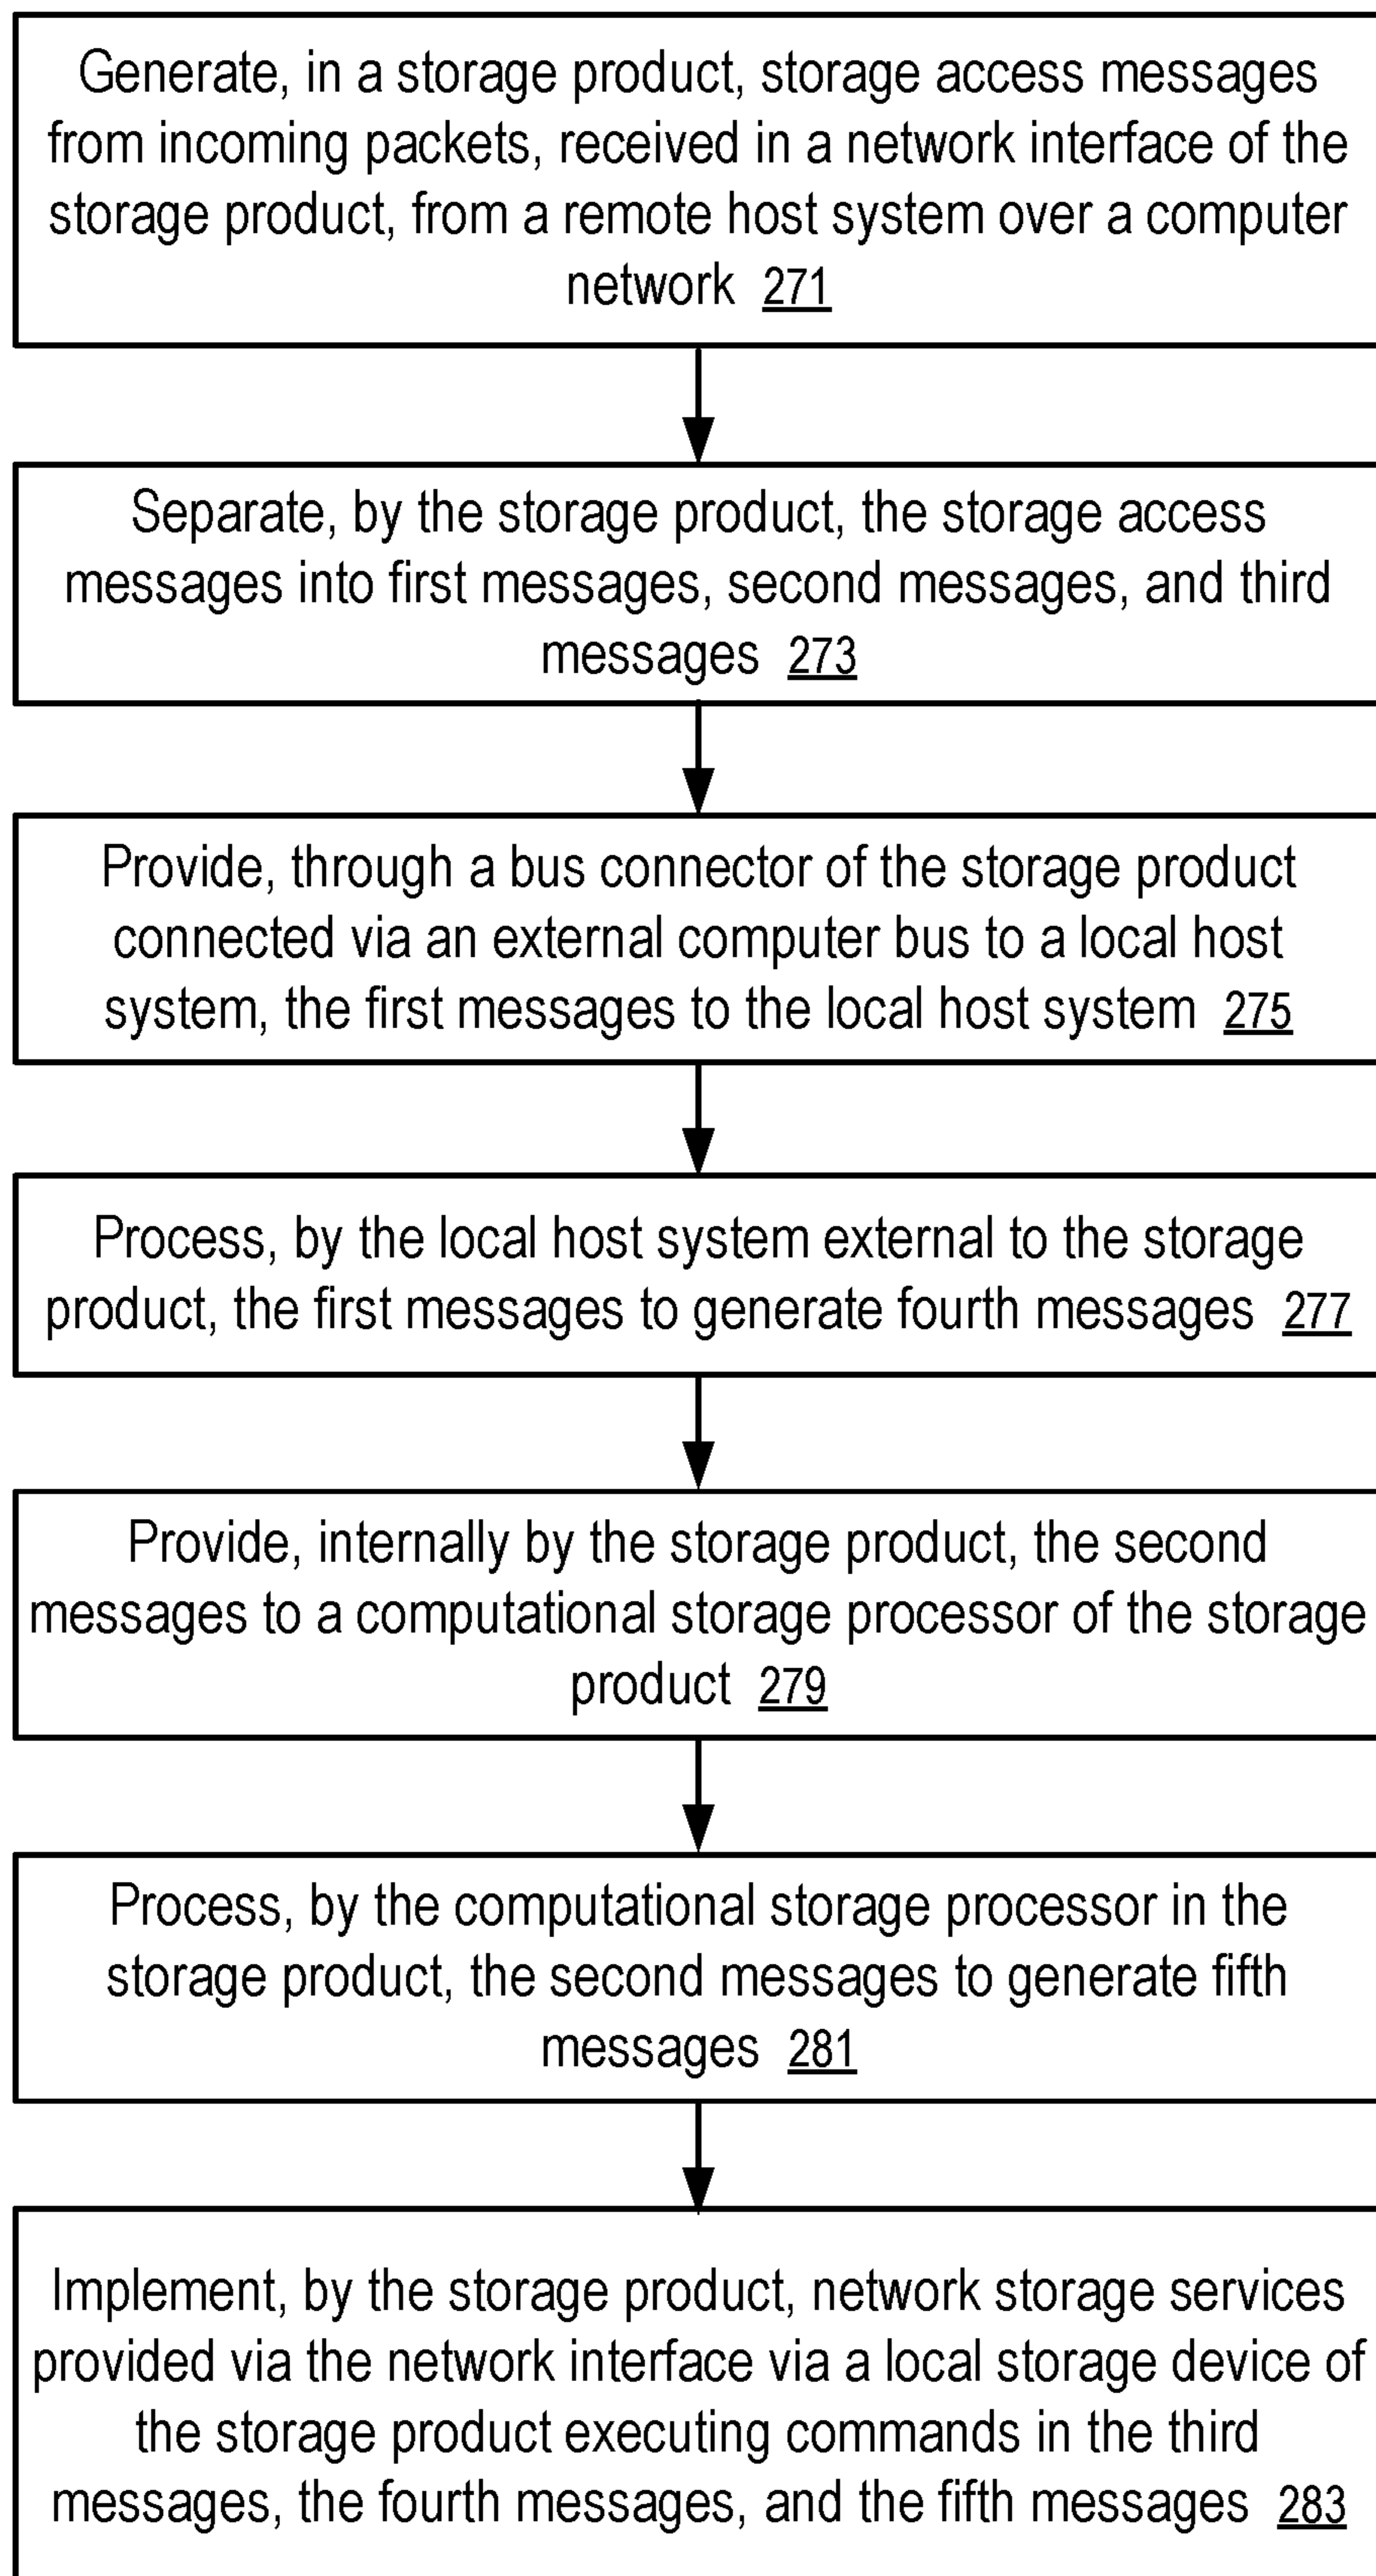 Generate, in a storage product, storage access messages
from incoming packets, received in a network interface of the
storage product, from a remote host system over a computer
network 271
Separate, by the storage product, the storage access
messages into first messages, second messages, and third
messages 273
Provide, through a bus connector of the storage product
connected via an external computer bus to a local host
system, the first messages to the local host system 275
Process, by the local host system external to the storage
product, the first messages to generate fourth messages 277
Provide, internally by the storage product, the second
messages to a computational storage processor of the storage
product 279
Process, by the computational storage processor in the
storage product, the second messages to generate fifth
messages 281
Implement, by the storage product, network storage services
provided via the network interface via a local storage device of
the storage product executing commands in the third
messages, the fourth messages, and the fifth messages 283